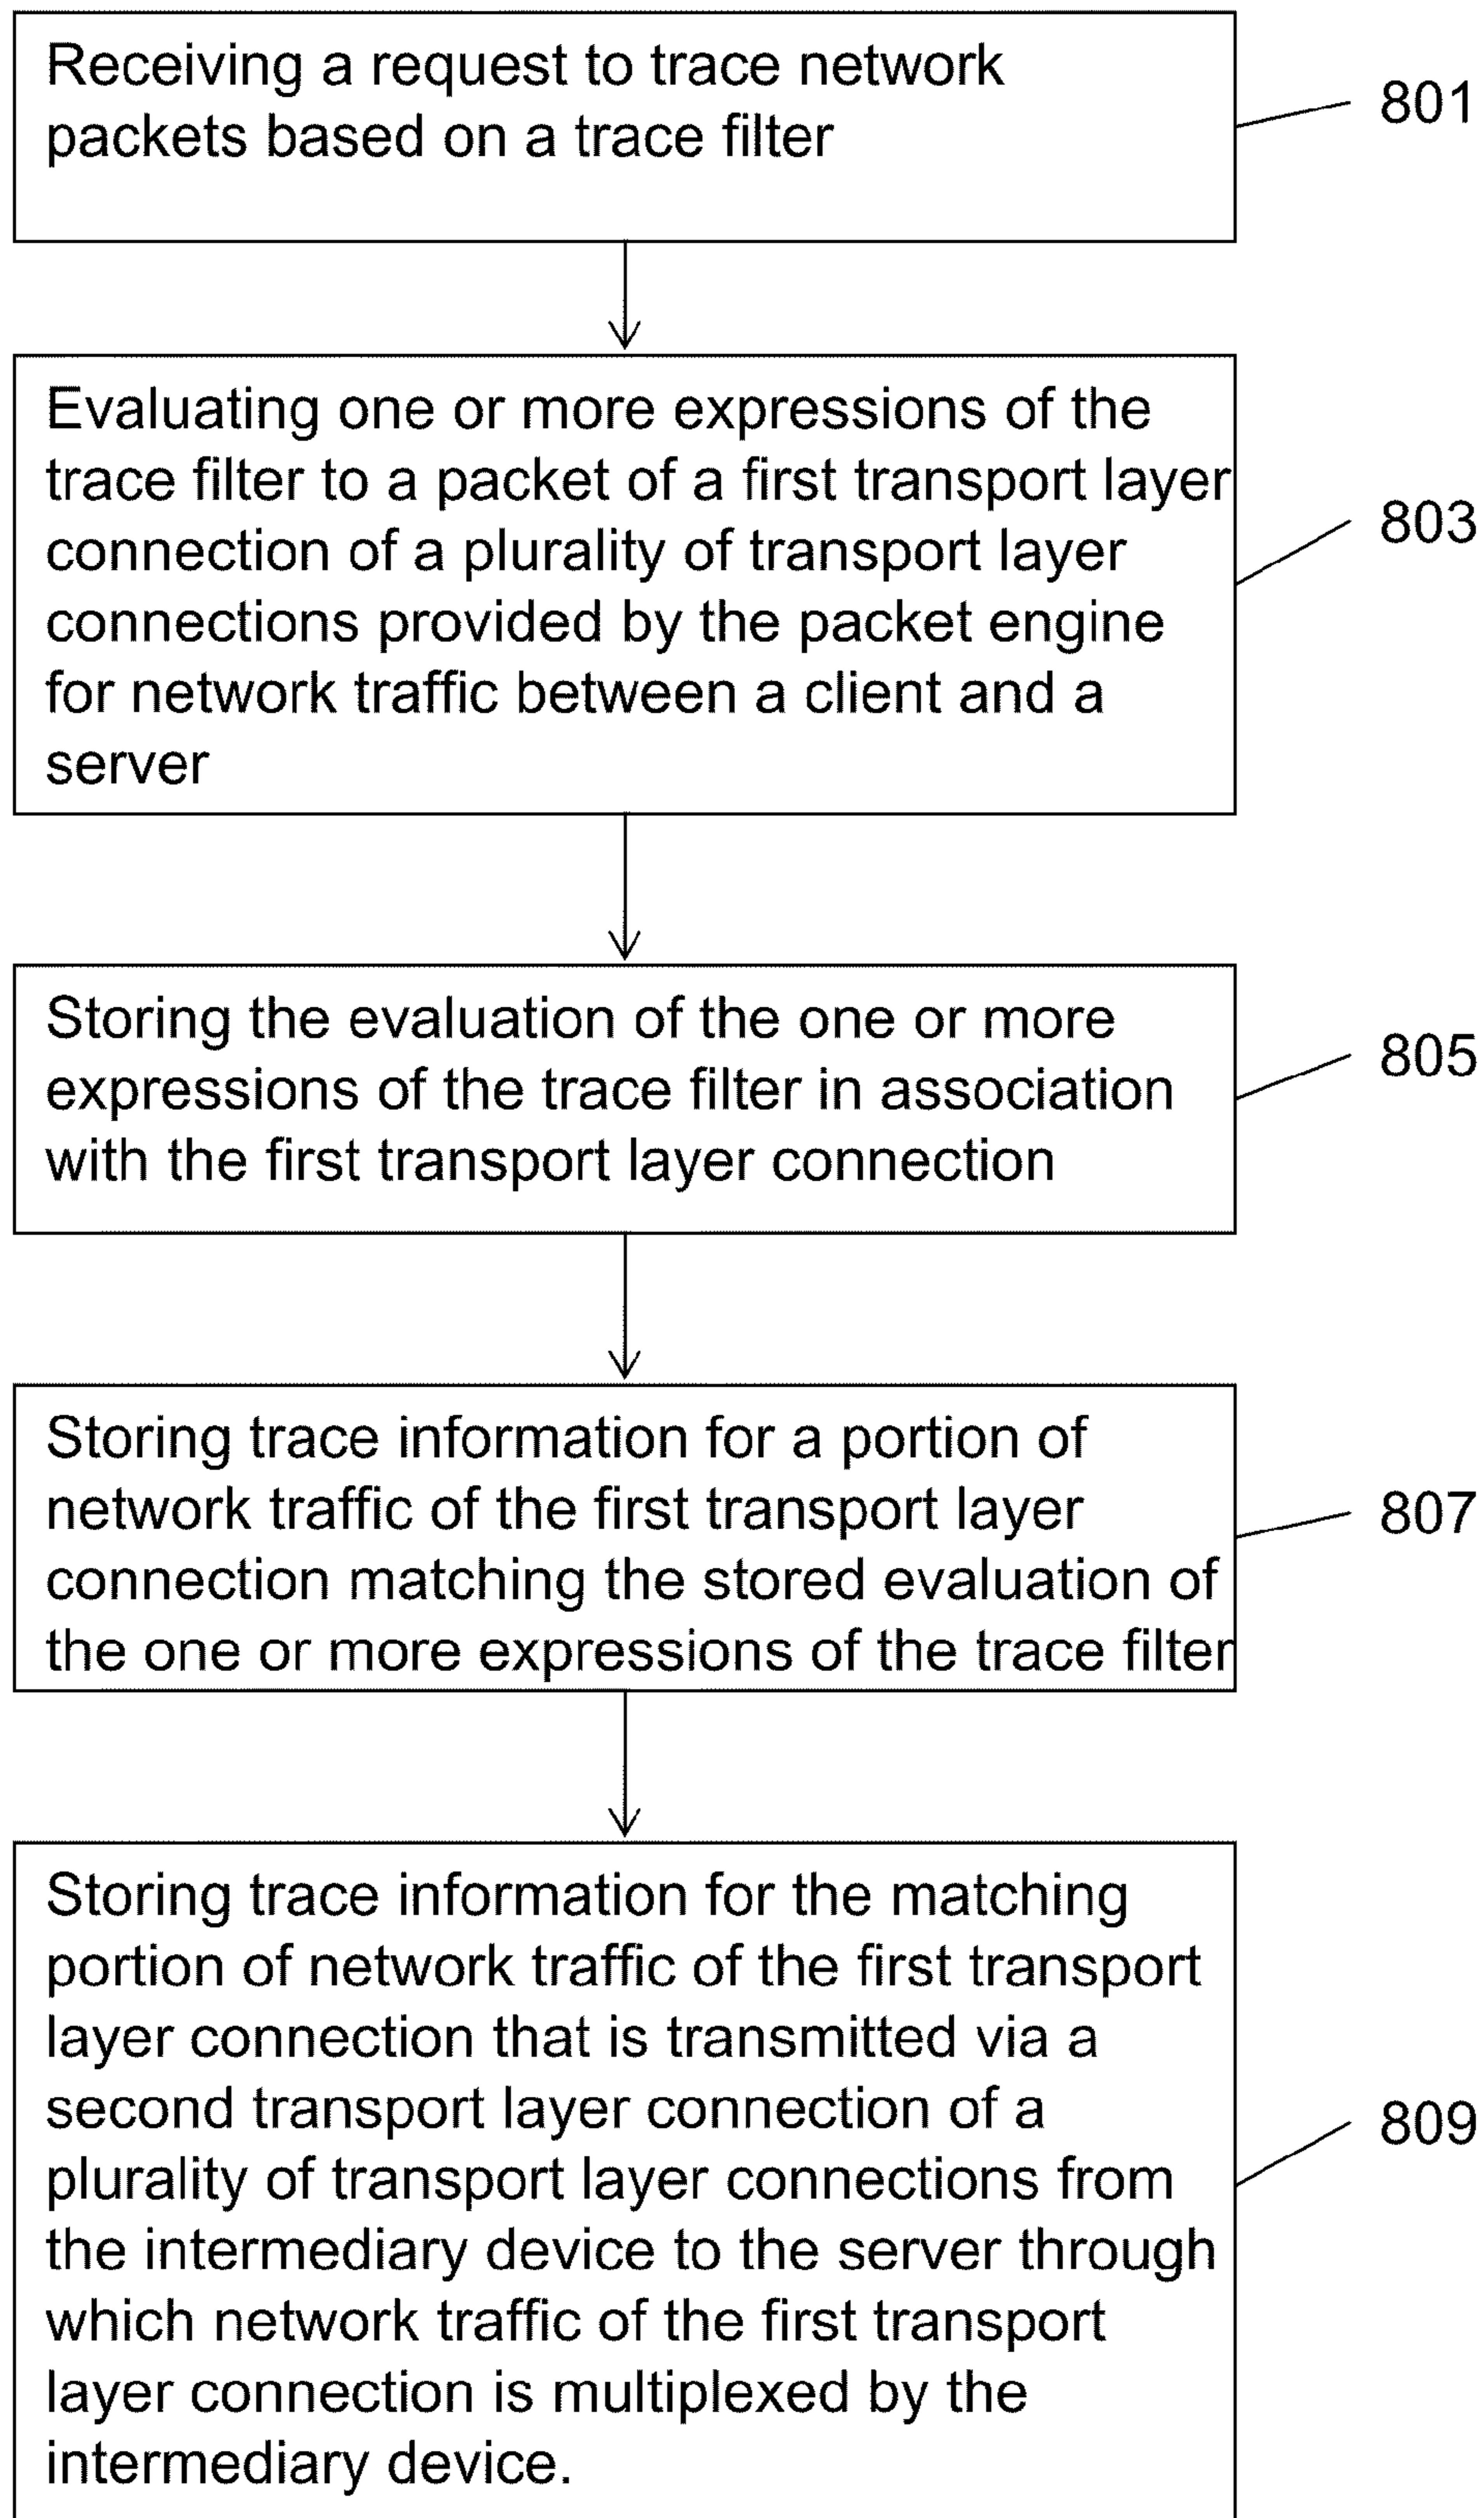 Receiving a request to trace network
packets based on a trace filter
801
Evaluating one or more expressions of the
trace filter to a packet of a first transport layer
connection of a plurality of transport layer
connections provided by the packet engine
for network traffic between a client and a
server
803
Storing the evaluation of the one or more
expressions of the trace filter in association
with the first transport layer connection
805
Storing trace information for a portion of
network traffic of the first transport layer
connection matching the stored evaluation of
the one or more expressions of the trace filter
807
Storing trace information for the matching
portion of network traffic of the first transport
layer connection that is transmitted via a
second transport layer connection of a
plurality of transport layer connections from
the intermediary device to the server through
which network traffic of the first transport
layer connection is multiplexed by the
intermediary device.
809